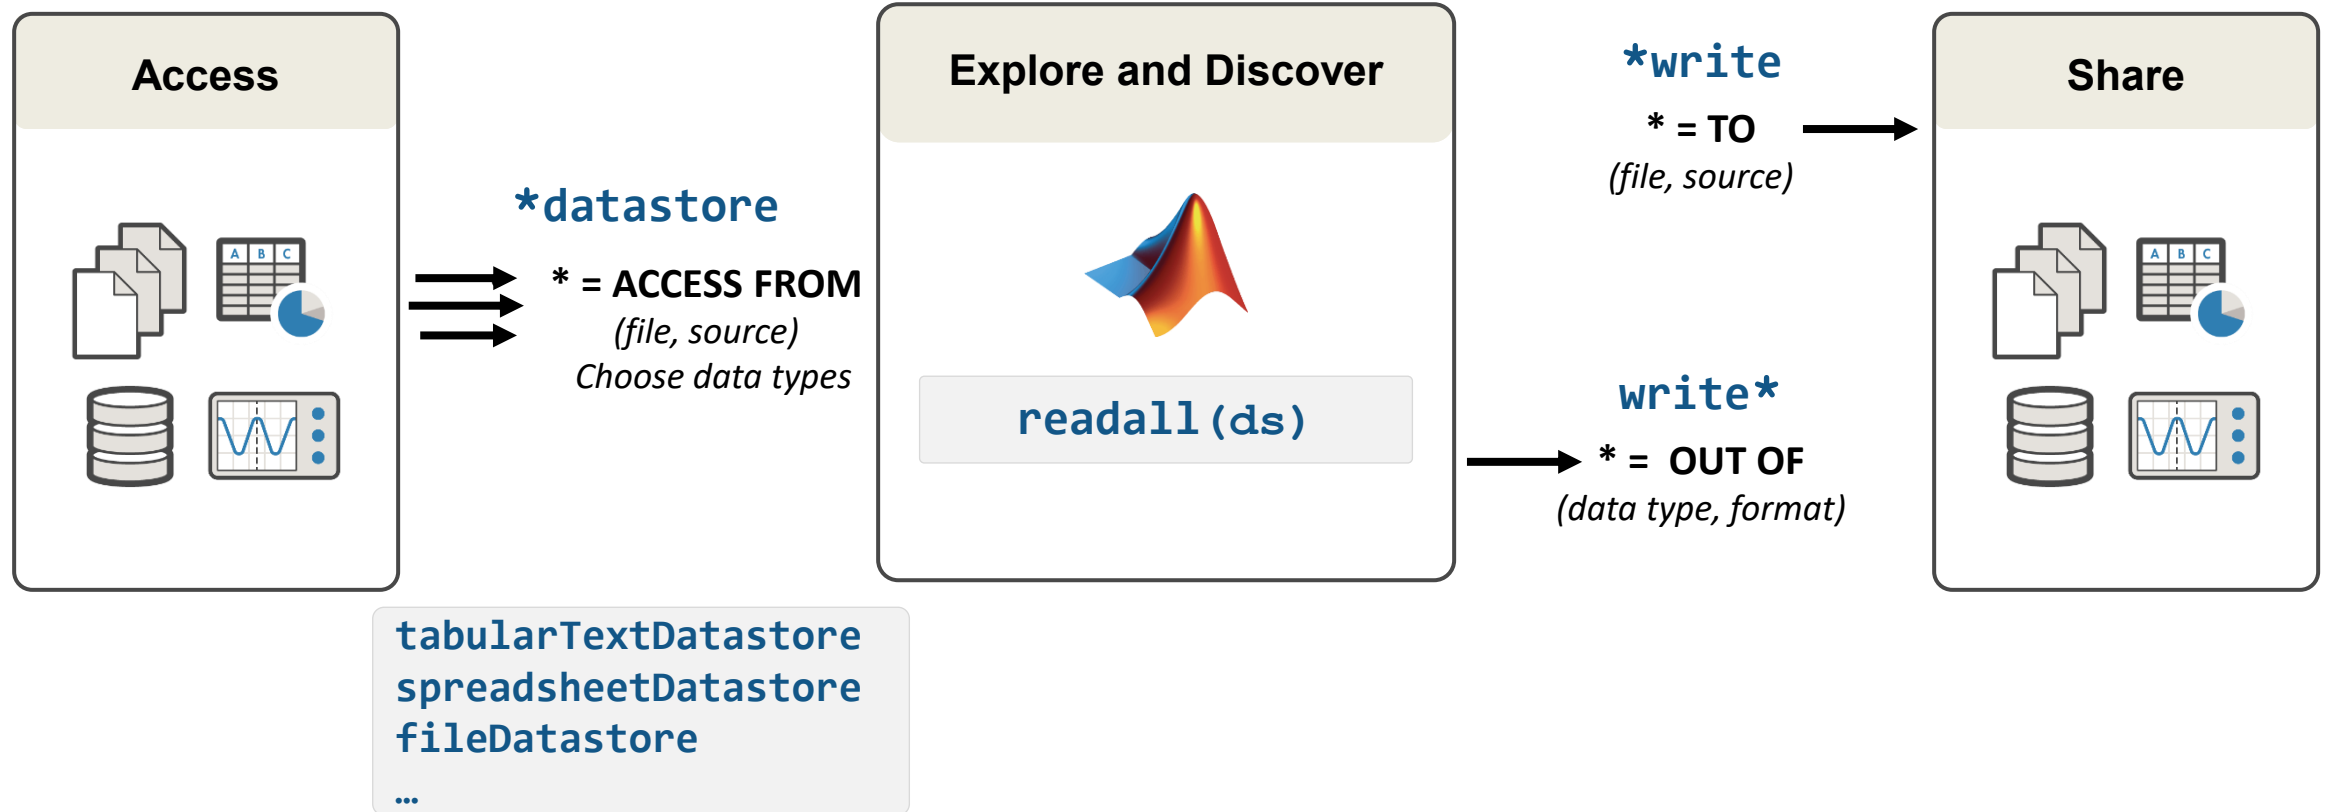 Access
A B C
*datastore
* = ACCESS FROM
(file, source)
Choose data types
tabularTextDatastore
spreadsheetDatastore
fileDatastore
…
Explore and Discover
readall(ds)
*write
* = TO
(file, source)
write*
* = OUT OF
(data type, format)
Share
A B C